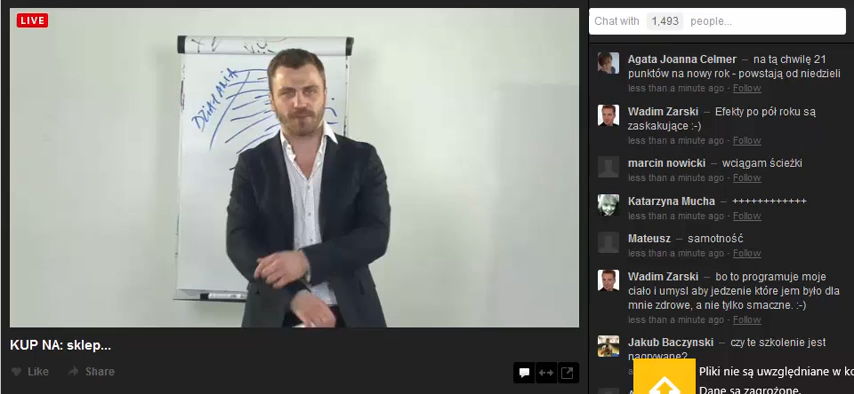 LIVE
DZIAŁANIA
KUP NA: sklep...
Like Share
Chat with 1,493 people...
Agata Joanna Celmer – na tą chwilę 21
punktów na nowy rok - powstają od niedzieli
less than a minute ago · Follow
Wadim Zarski – Efekty po pół roku są
zaskakujące :-)
less than a minute ago · Follow
marcin nowicki – wciągam ścieżki
less than a minute ago · Follow
Katarzyna Mucha – ++++++++++++
less than a minute ago · Follow
Mateusz – samotność
less than a minute ago · Follow
Wadim Zarski – bo to programuje moje
ciało i umysl aby jedzenie które jem było dla
mnie zdrowe, a nie tylko smaczne. :-)
less than a minute ago · Follow
Jakub Baczynski – czy te szkolenie jest
nagrywane?
Pliki nie są uwzględniane w
Dane są zagrożone.